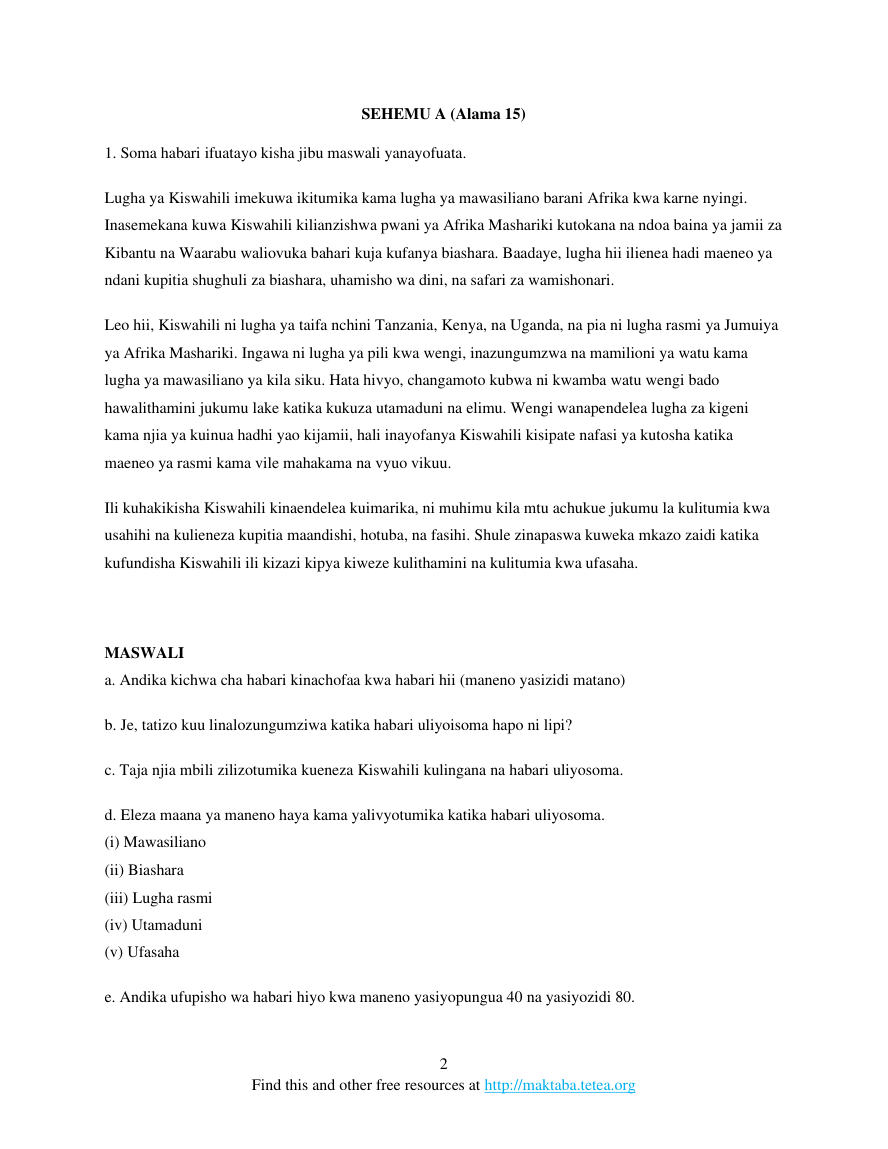 SEHEMU A (Alama 15)
1. Soma habari ifuatayo kisha jibu maswali yanayofuata.
Lugha ya Kiswahili imekuwa ikitumika kama lugha ya mawasiliano barani Afrika kwa karne nyingi.
Inasemekana kuwa Kiswahili kilianzishwa pwani ya Afrika Mashariki kutokana na ndoa baina ya jamii za
Kibantu na Waarabu waliovuka bahari kuja kufanya biashara. Baadaye, lugha hii ilienea hadi maeneo ya
ndani kupitia shughuli za biashara, uhamisho wa dini, na safari za wamishonari.
Leo hii, Kiswahili ni lugha ya taifa nchini Tanzania, Kenya, na Uganda, na pia ni lugha rasmi ya Jumuiya
ya Afrika Mashariki. Ingawa ni lugha ya pili kwa wengi, inazungumzwa na mamilioni ya watu kama
lugha ya mawasiliano ya kila siku. Hata hivyo, changamoto kubwa ni kwamba watu wengi bado
hawalithamini jukumu lake katika kukuza utamaduni na elimu. Wengi wanapendelea lugha za kigeni
kama njia ya kuinua hadhi yao kijamii, hali inayofanya Kiswahili kisipate nafasi ya kutosha katika
maeneo ya rasmi kama vile mahakama na vyuo vikuu.
Ili kuhakikisha Kiswahili kinaendelea kuimarika, ni muhimu kila mtu achukue jukumu la kulitumia kwa
usahihi na kulieneza kupitia maandishi, hotuba, na fasihi. Shule zinapaswa kuweka mkazo zaidi katika
kufundisha Kiswahili ili kizazi kipya kiweze kulithamini na kulitumia kwa ufasaha.
MASWALI
a. Andika kichwa cha habari kinachofaa kwa habari hii (maneno yasizidi matano)
b. Je, tatizo kuu linalozungumziwa katika habari uliyoisoma hapo ni lipi?
c. Taja njia mbili zilizotumika kueneza Kiswahili kulingana na habari uliyosoma.
d. Eleza maana ya maneno haya kama yalivyotumika katika habari uliyosoma.
(i) Mawasiliano
(ii) Biashara
(iii) Lugha rasmi
(iv) Utamaduni
(v) Ufasaha
e. Andika ufupisho wa habari hiyo kwa maneno yasiyopungua 40 na yasiyozidi 80.
2
Find this and other free resources at http://maktaba.tetea.org